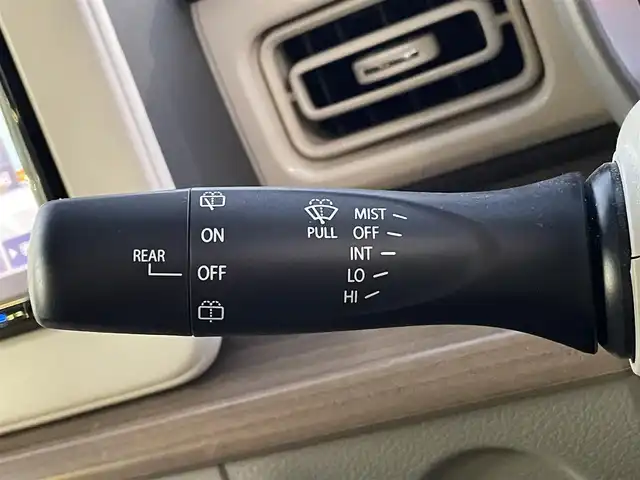 ON
REAR
OFF
PULL
MIST
OFF
INT
LO
HI